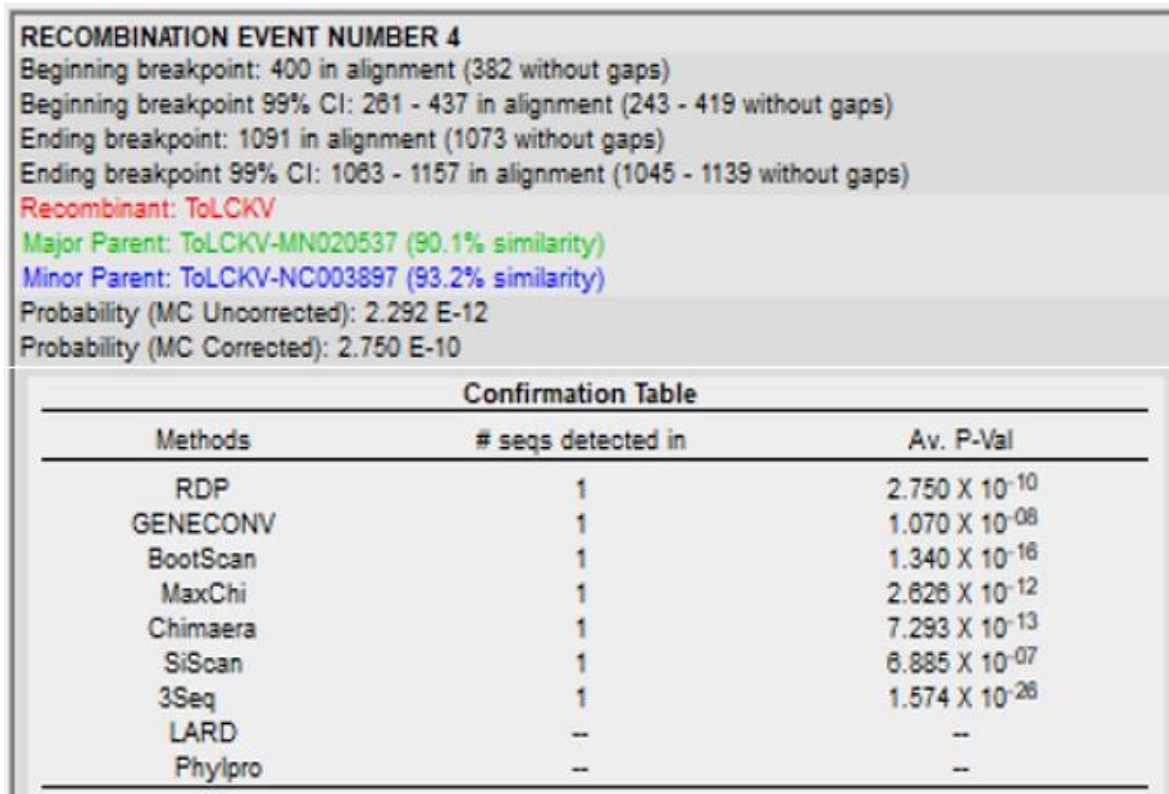 RECOMBINATION EVENT NUMBER 4
Beginning breakpoint: 400 in alignment (382 without gaps)
Beginning breakpoint 99% CI: 261 - 437 in alignment (243 - 419 without gaps)
Ending breakpoint: 1091 in alignment (1073 without gaps)
Ending breakpoint 99% CI: 1063 - 1157 in alignment (1045 - 1139 without gaps)
Recombinant: ToLCKV
Major Parent: ToLCKV-MN020537 (90.1% similarity)
Minor Parent: ToLCKV-NC003897 (93.2% similarity)
Probability (MC Uncorrected): 2.292 E-12
Probability (MC Corrected): 2.750 E-10
Confirmation Table
Methods # seqs detected in Av. P-Val
RDP 1 2.750 X 10-10
GENECONV 1 1.070 X 10-08
BootScan 1 1.340 X 10-16
MaxChi 1 2.626 X 10-12
Chimaera 1 7.293 X 10-13
SiScan 1 6.885 X 10-07
3Seq 1 1.574 X 10-26
LARD -- --
Phylpro -- --